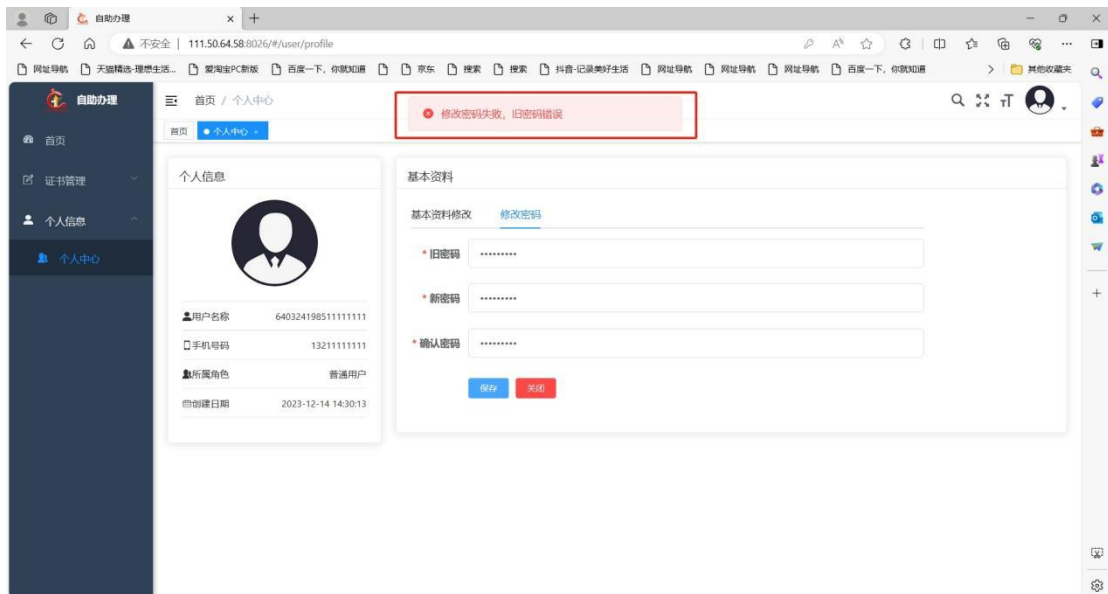 自助办理
不安全 | 111.50.64.58:8026/#/user/profile
网址导航 天猫精选-理想生活... 爱淘宝PC新版 百度一下,你就知道 京东 搜索 搜索 抖音-记录美好生活 网址导航 网址导航 网址导航 百度一下,你就知道 其他收藏夹
自助办理
首页 / 个人中心
修改密码失败,旧密码错误
首页
证书管理
个人信息
个人中心
首页 个人中心 ×
个人信息
用户名称 640324198511111111
手机号码 13211111111
所属角色 普通用户
创建日期 2023-12-14 14:30:13
基本资料
基本资料修改 修改密码
* 旧密码 •••••••••
* 新密码 •••••••••
* 确认密码 •••••••••
保存 关闭